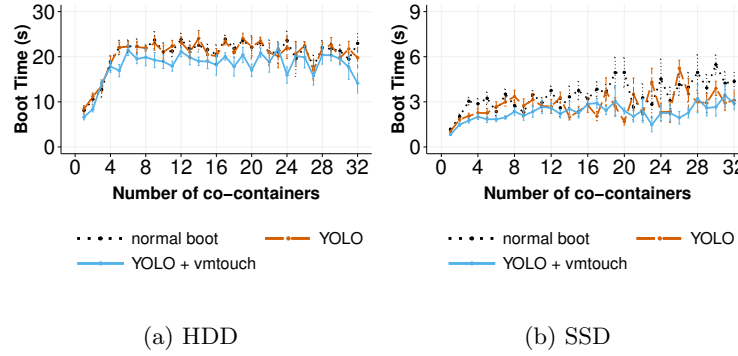 Boot Time (s)
30
20
10
0
0 4 8 12 16 20 24 28 32
Number of co-containers
normal boot YOLO
YOLO + vmtouch
(a) HDD
Boot Time (s)
9
6
3
0
0 4 8 12 16 20 24 28 32
Number of co-containers
normal boot YOLO
YOLO + vmtouch
(b) SSD